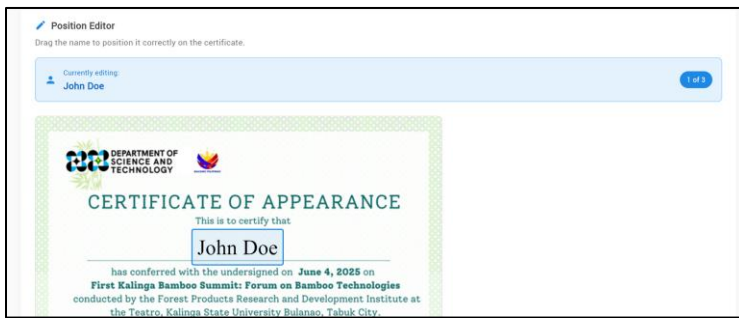 Position Editor
Drag the name to position it correctly on the certificate.
Currently editing:
John Doe
1 of 3
DEPARTMENT OF
SCIENCE AND
TECHNOLOGY
CERTIFICATE OF APPEARANCE
This is to certify that
John Doe
has conferred with the undersigned on June 4, 2025 on
First Kalinga Bamboo Summit: Forum on Bamboo Technologies
conducted by the Forest Products Research and Development Institute at
the Teatro, Kalinga State University Bulanao, Tabuk City.